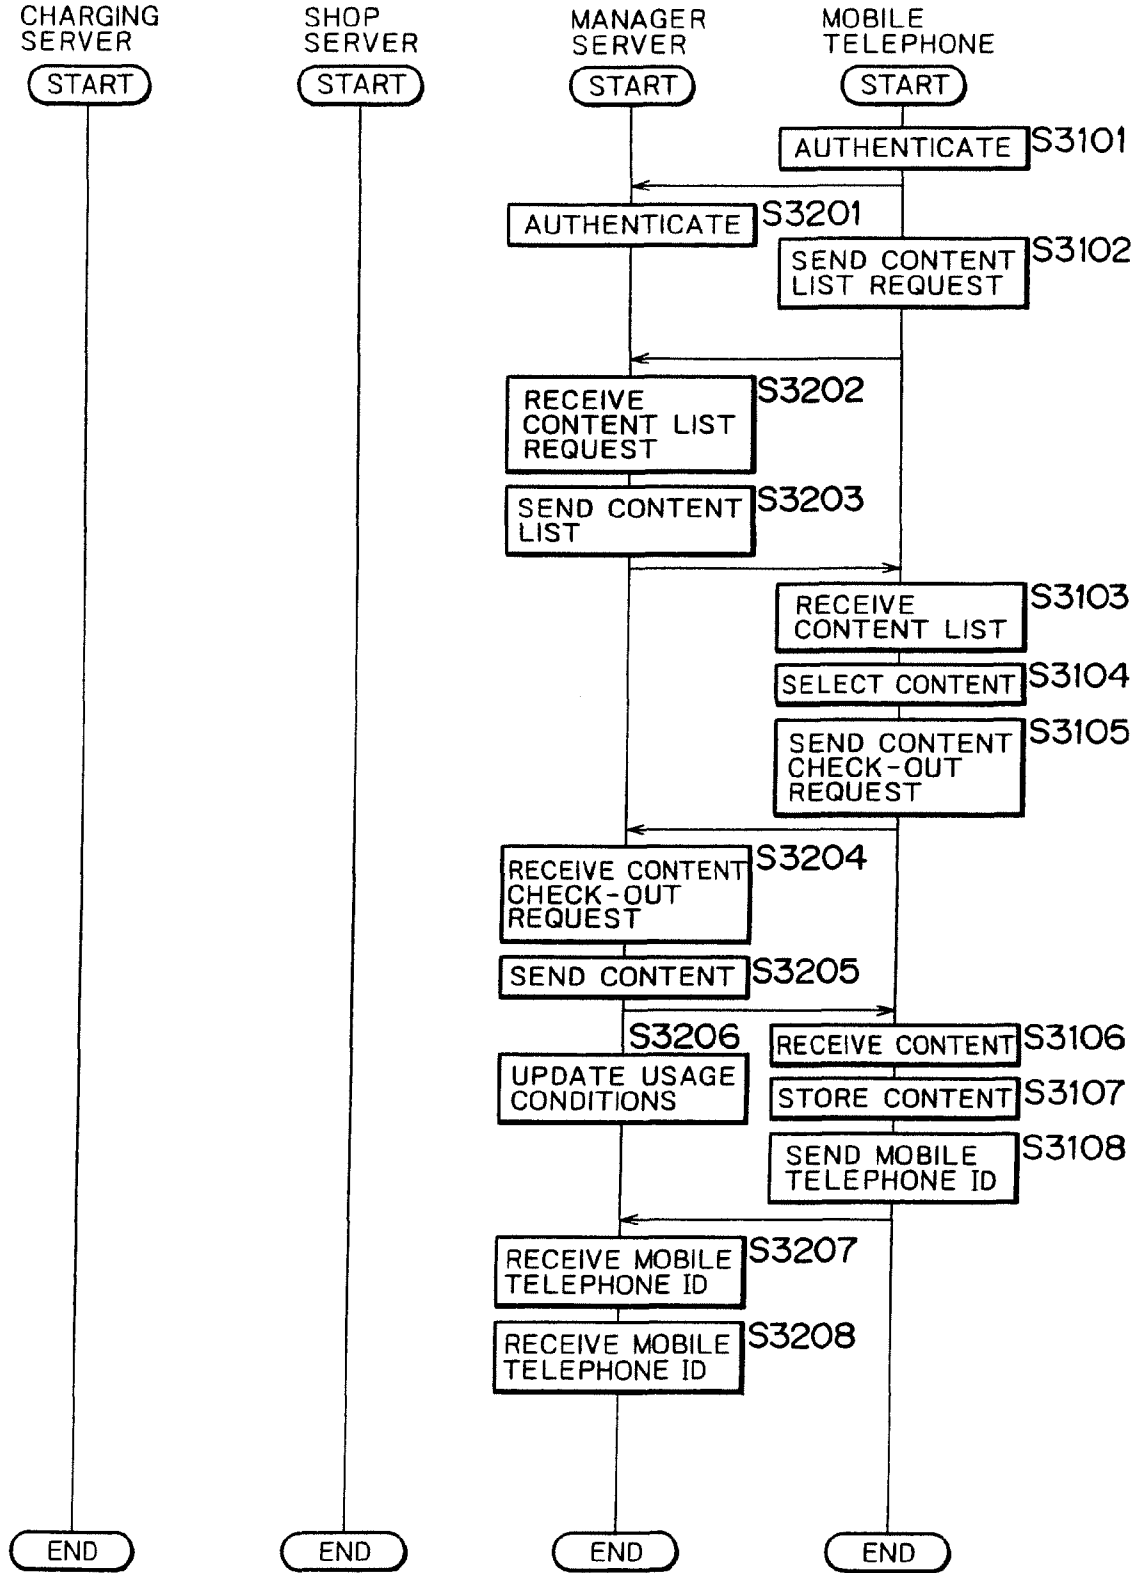 CHARGING
SERVER
SHOP
SERVER
MANAGER
SERVER
MOBILE
TELEPHONE
START
START
START
START
AUTHENTICATE
S3101
AUTHENTICATE
S3201
SEND CONTENT
LIST REQUEST
S3102
RECEIVE
CONTENT LIST
REQUEST
S3202
SEND CONTENT
LIST
S3203
RECEIVE
CONTENT LIST
S3103
SELECT CONTENT
S3104
SEND CONTENT
CHECK-OUT
REQUEST
S3105
RECEIVE CONTENT
CHECK-OUT
REQUEST
S3204
SEND CONTENT
S3205
RECEIVE CONTENT
S3106
S3206
UPDATE USAGE
CONDITIONS
STORE CONTENT
S3107
SEND MOBILE
TELEPHONE ID
S3108
RECEIVE MOBILE
TELEPHONE ID
S3207
RECEIVE MOBILE
TELEPHONE ID
S3208
END
END
END
END